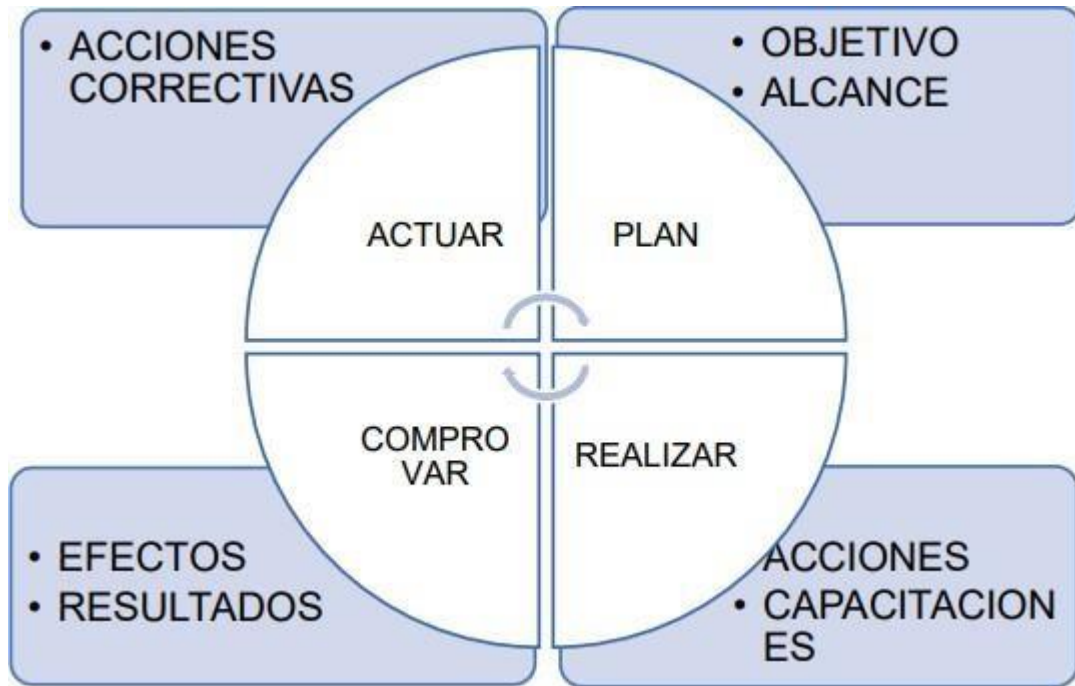 • ACCIONES
CORRECTIVAS
• OBJETIVO
• ALCANCE
ACTUAR
PLAN
COMPRO
VAR
REALIZAR
• EFECTOS
• RESULTADOS
ACCIONES
• CAPACITACION
ES